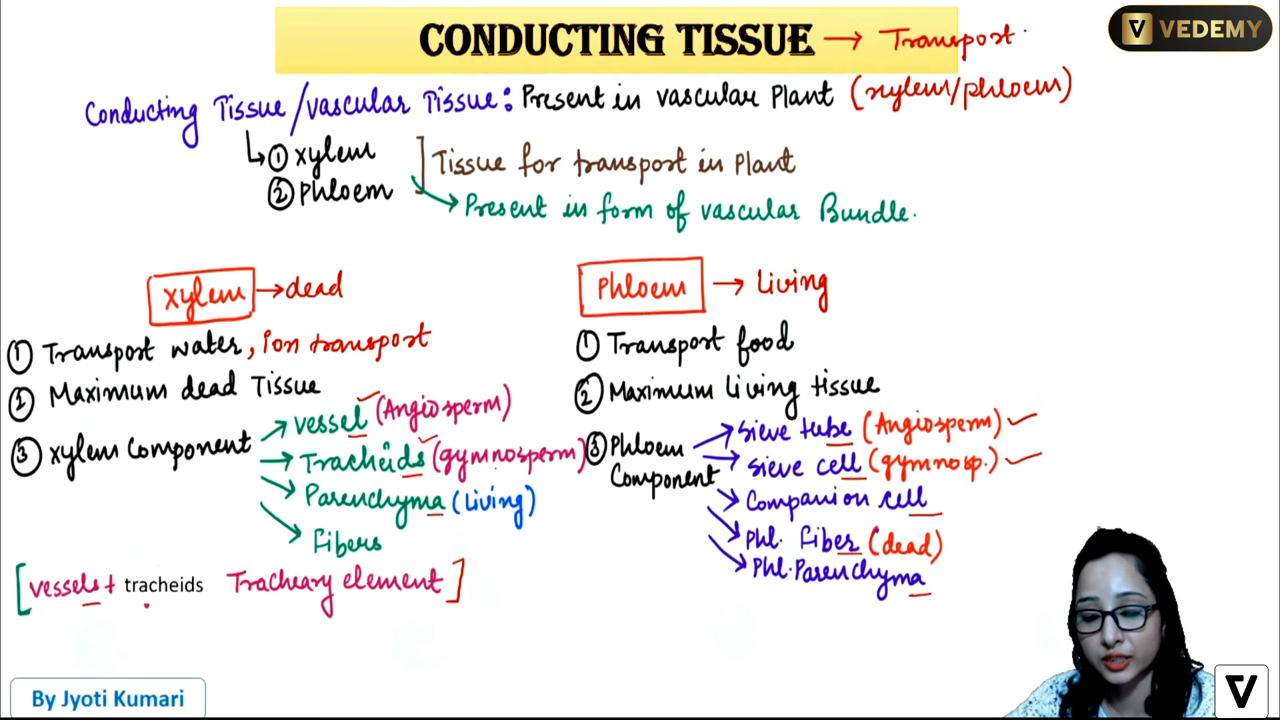 CONDUCTING TISSUE → Transport
VEDEMY
Conducting Tissue/vascular Tissue: Present in vascular Plant (xylem/phloem)
① xylem
② Phloem
Tissue for transport in Plant
Present in form of vascular Bundle.
xylem → dead
① Transport water, ion transport
② Maximum dead Tissue
③ xylem Component
vessel (Angiosperm)
Tracheids (gymnosperm)
Parenchyma (Living)
Fibers
[vessels + tracheids Tracheary element]
Phloem → Living
① Transport food
② Maximum Living tissue
③ Phloem
Component
Sieve tube (Angiosperm)
Sieve cell (gymnosp.)
Companion cell
Phl. Fiber (dead)
Phl. Parenchyma
By Jyoti Kumari